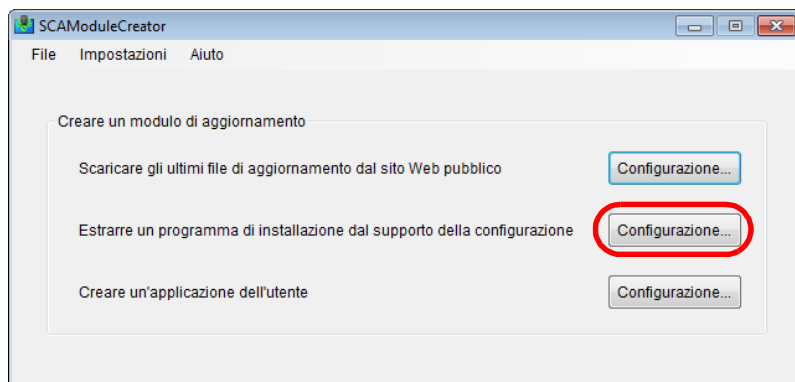 SCAModuleCreator
File Impostazioni Aiuto
Creare un modulo di aggiornamento
Scaricare gli ultimi file di aggiornamento dal sito Web pubblico Configurazione...
Estrarre un programma di installazione dal supporto della configurazione Configurazione...
Creare un'applicazione dell'utente Configurazione...